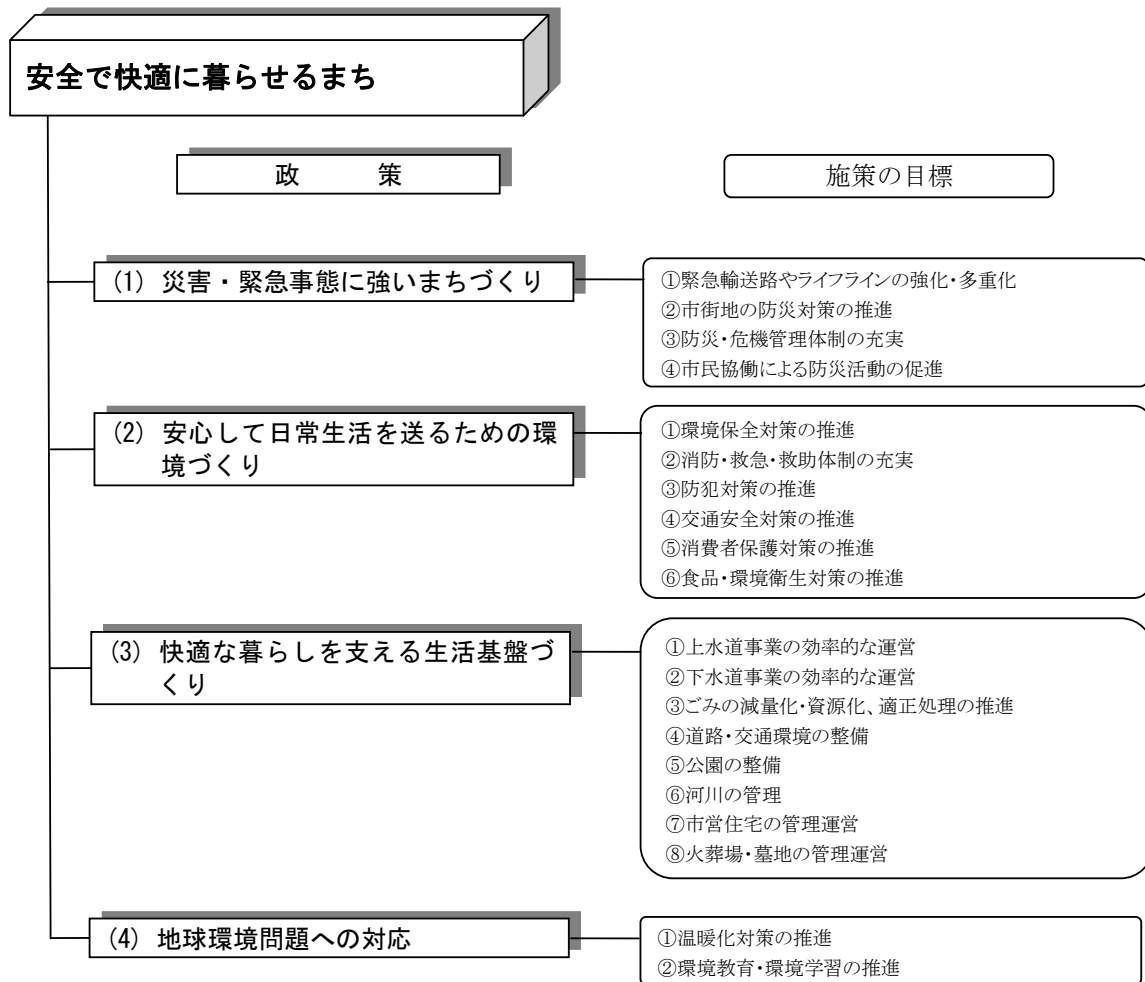 安全で快適に暮らせるまち
政　　　策
施策の目標
(1) 災害・緊急事態に強いまちづくり
①緊急輸送路やライフラインの強化・多重化
②市街地の防災対策の推進
③防災・危機管理体制の充実
④市民協働による防災活動の促進
(2) 安心して日常生活を送るための環
境づくり
①環境保全対策の推進
②消防・救急・救助体制の充実
③防犯対策の推進
④交通安全対策の推進
⑤消費者保護対策の推進
⑥食品・環境衛生対策の推進
(3) 快適な暮らしを支える生活基盤づ
くり
①上水道事業の効率的な運営
②下水道事業の効率的な運営
③ごみの減量化・資源化、適正処理の推進
④道路・交通環境の整備
⑤公園の整備
⑥河川の管理
⑦市営住宅の管理運営
⑧火葬場・墓地の管理運営
(4) 地球環境問題への対応
①温暖化対策の推進
②環境教育・環境学習の推進